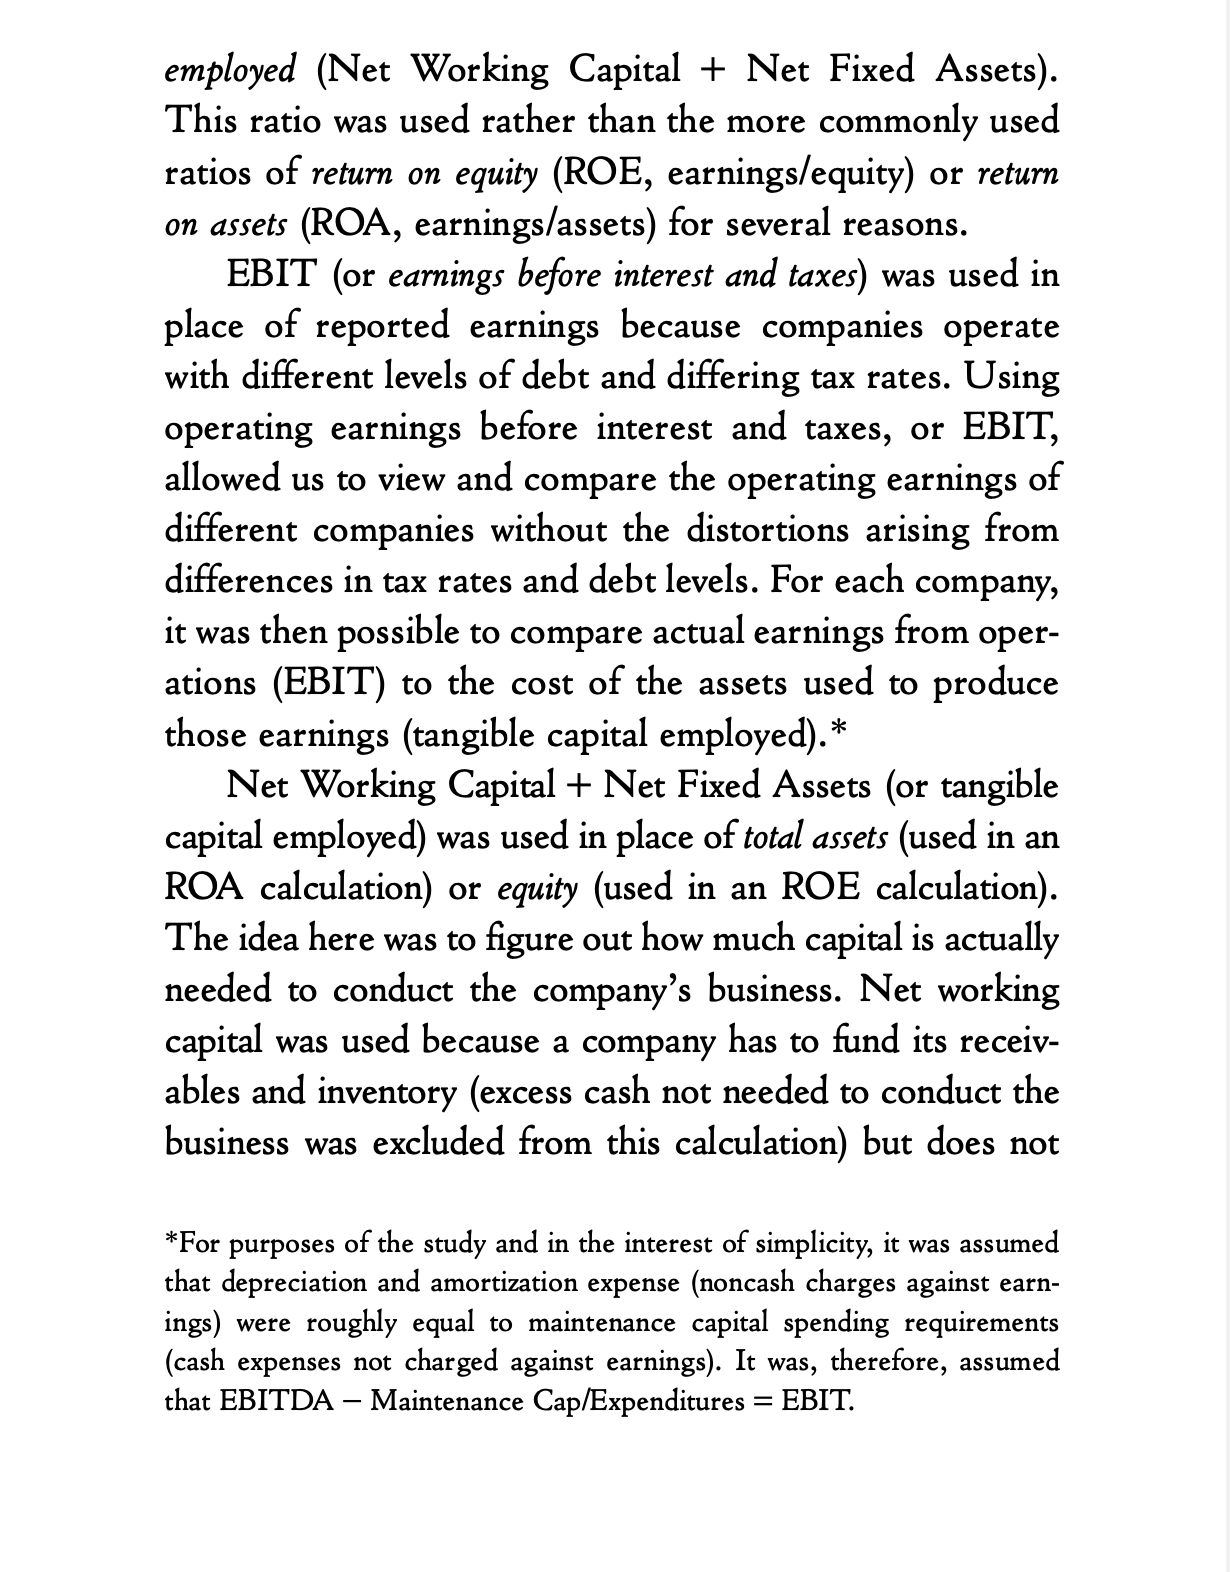 employed (Net Working Capital + Net Fixed Assets).
This ratio was used rather than the more commonly used
ratios of return on equity (ROE, earnings/equity) or return
on assets (ROA, earnings/assets) for several reasons.
EBIT (or earnings before interest and taxes) was used in
place of reported earnings because companies operate
with different levels of debt and differing tax rates. Using
operating earnings before interest and taxes, or EBIT,
allowed us to view and compare the operating earnings of
different companies without the distortions arising from
differences in tax rates and debt levels. For each company,
it was then possible to compare actual earnings from oper-
ations (EBIT) to the cost of the assets used to produce
those earnings (tangible capital employed).*
Net Working Capital + Net Fixed Assets (or tangible
capital employed) was used in place of total assets (used in an
ROA calculation) or equity (used in an ROE calculation).
The idea here was to figure out how much capital is actually
needed to conduct the company's business. Net working
capital was used because a company has to fund its receiv-
ables and inventory (excess cash not needed to conduct the
business was excluded from this calculation) but does not
*For purposes of the study and in the interest of simplicity, it was assumed
that depreciation and amortization expense (noncash charges against earn-
ings) were roughly equal to maintenance capital spending requirements
(cash expenses not charged against earnings). It was, therefore, assumed
that EBITDA – Maintenance Cap/Expenditures = EBIT.